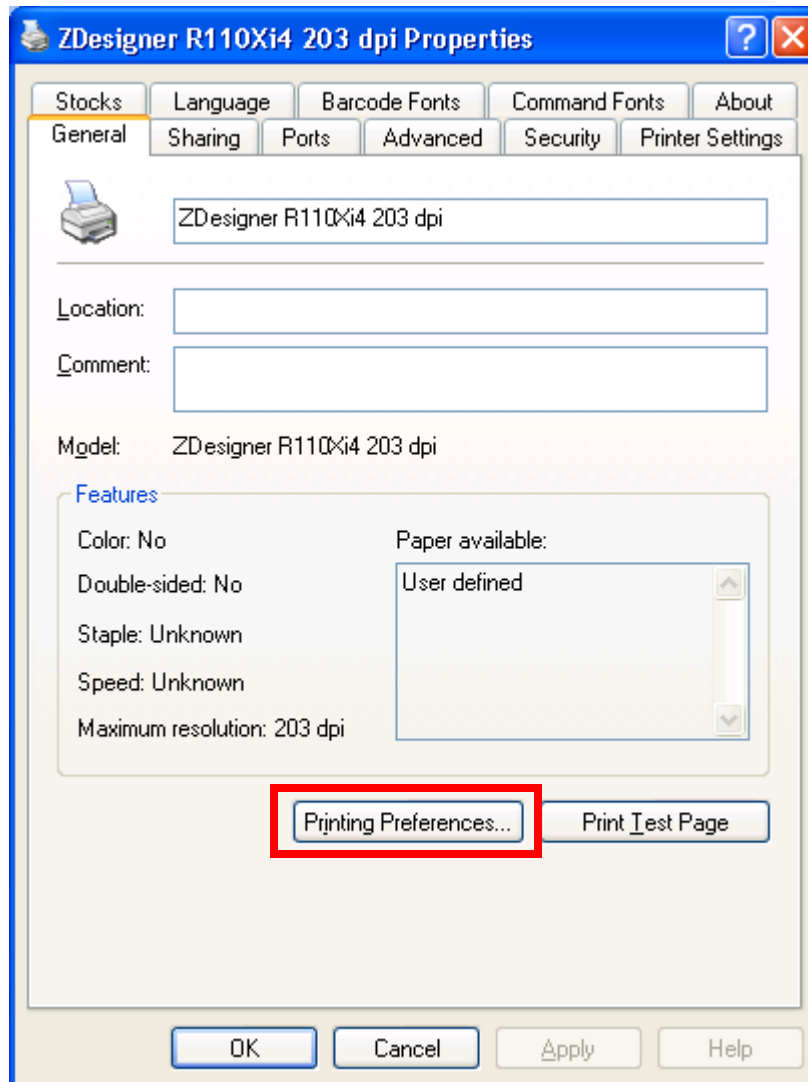 ZDesigner R110Xi4 203 dpi Properties
Stocks Language Barcode Fonts Command Fonts About
General Sharing Ports Advanced Security Printer Settings
ZDesigner R110Xi4 203 dpi
Location:
Comment:
Model: ZDesigner R110Xi4 203 dpi
Features
Color: No Paper available:
Double-sided: No User defined
Staple: Unknown
Speed: Unknown
Maximum resolution: 203 dpi
Printing Preferences... Print Test Page
OK Cancel Apply Help